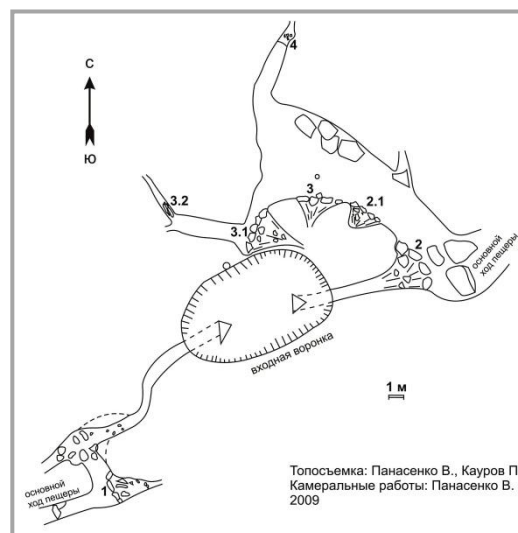 4
С
Ю
3.2
3
2.1
3.1
2
основной
ход пещеры
входная воронка
1 м
Топосъемка: Панасенко В., Кауров П
Камеральные работы: Панасенко В.
2009
основной
ход пещеры
1